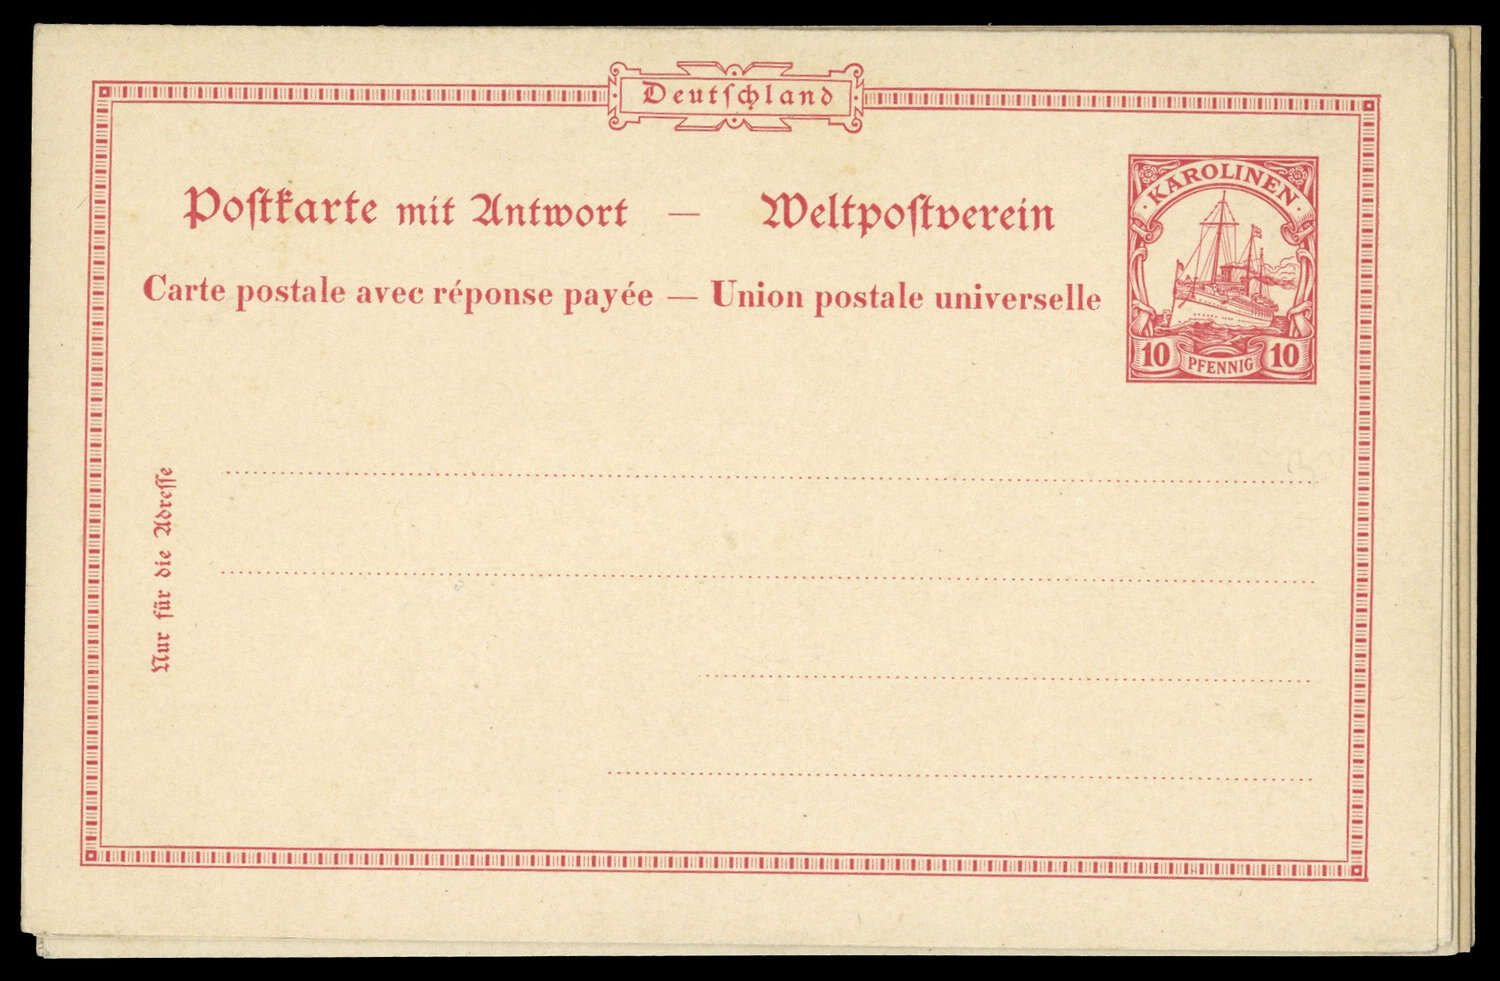 Deutſchland
Poſtkarte mit Antwort — Weltpoſtverein
Carte postale avec réponse payée — Union postale universelle
KAROLINEN
10 PFENNIG 10
Nur für die Adreſſe